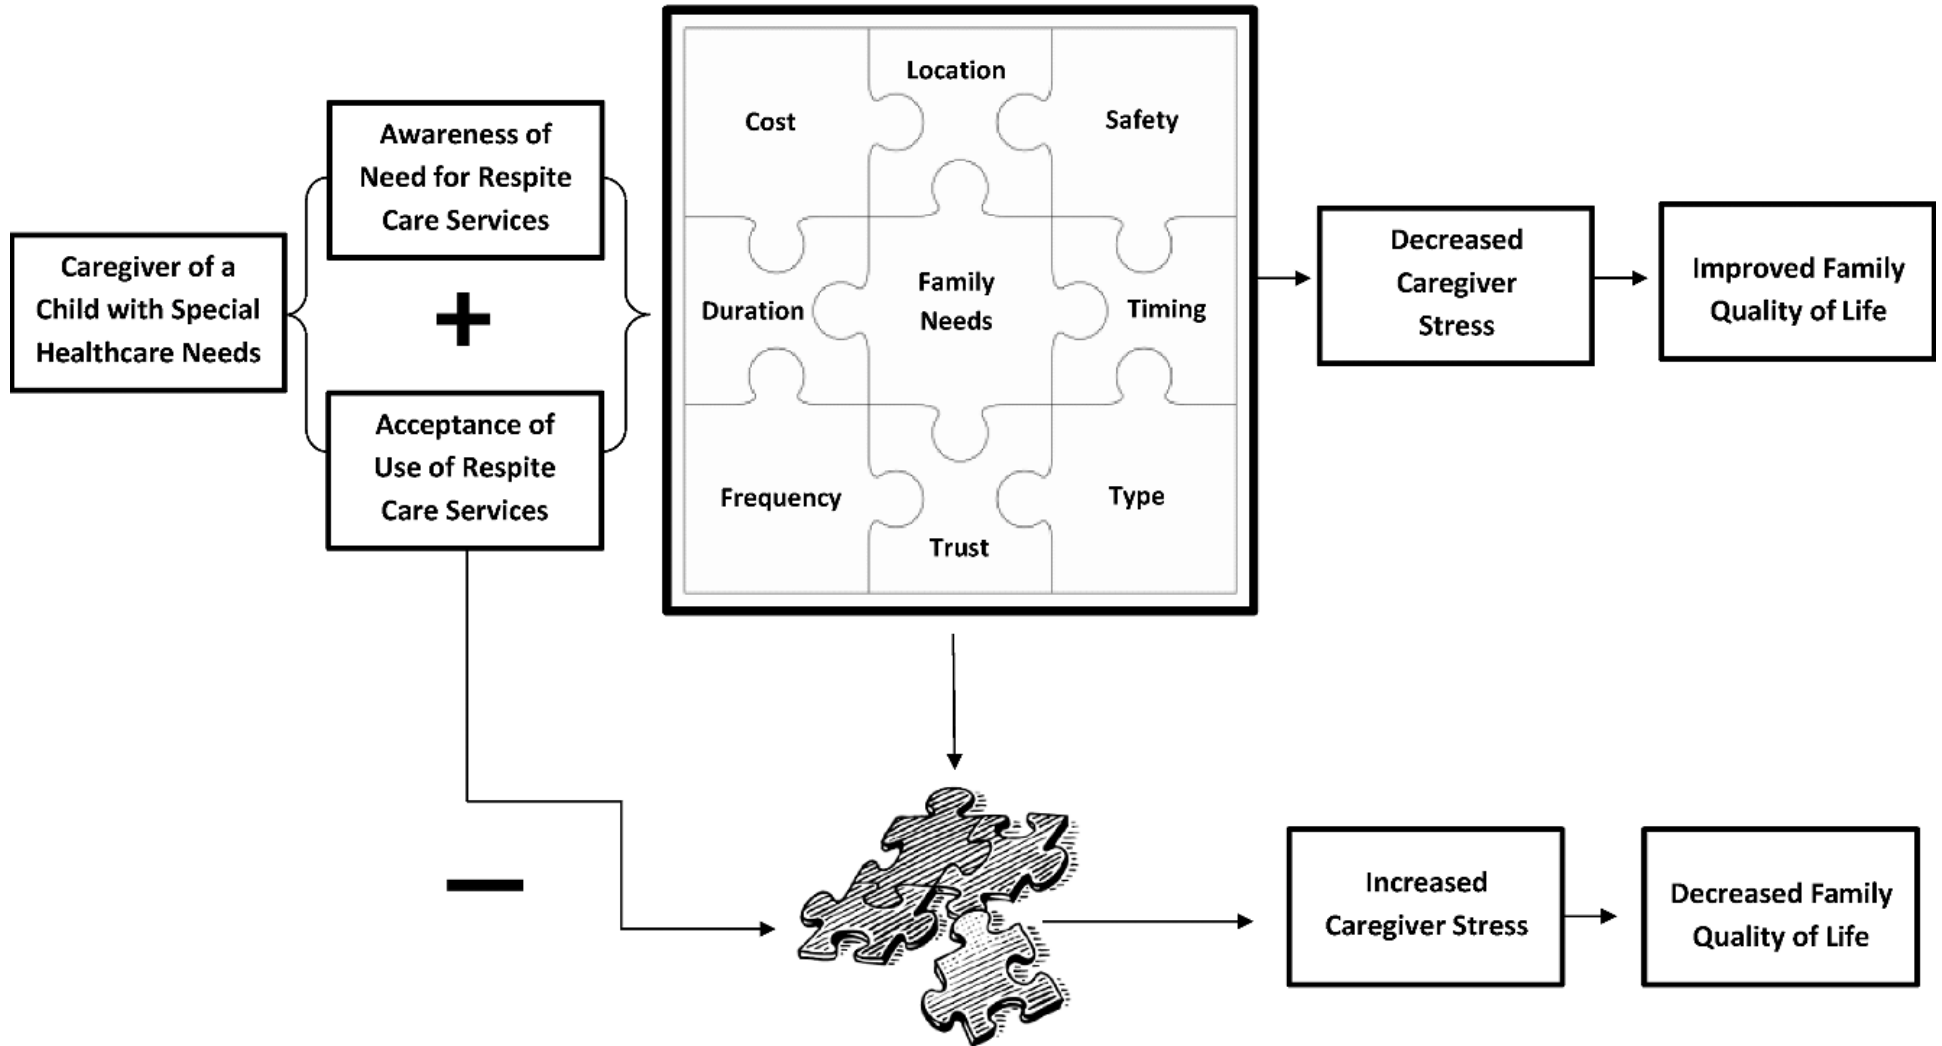 Caregiver of a
Child with Special
Healthcare Needs
Awareness of
Need for Respite
Care Services
+
Acceptance of
Use of Respite
Care Services
Cost
Location
Safety
Duration
Family
Needs
Timing
Frequency
Trust
Type
Decreased
Caregiver
Stress
Improved Family
Quality of Life
—
Increased
Caregiver Stress
Decreased Family
Quality of Life